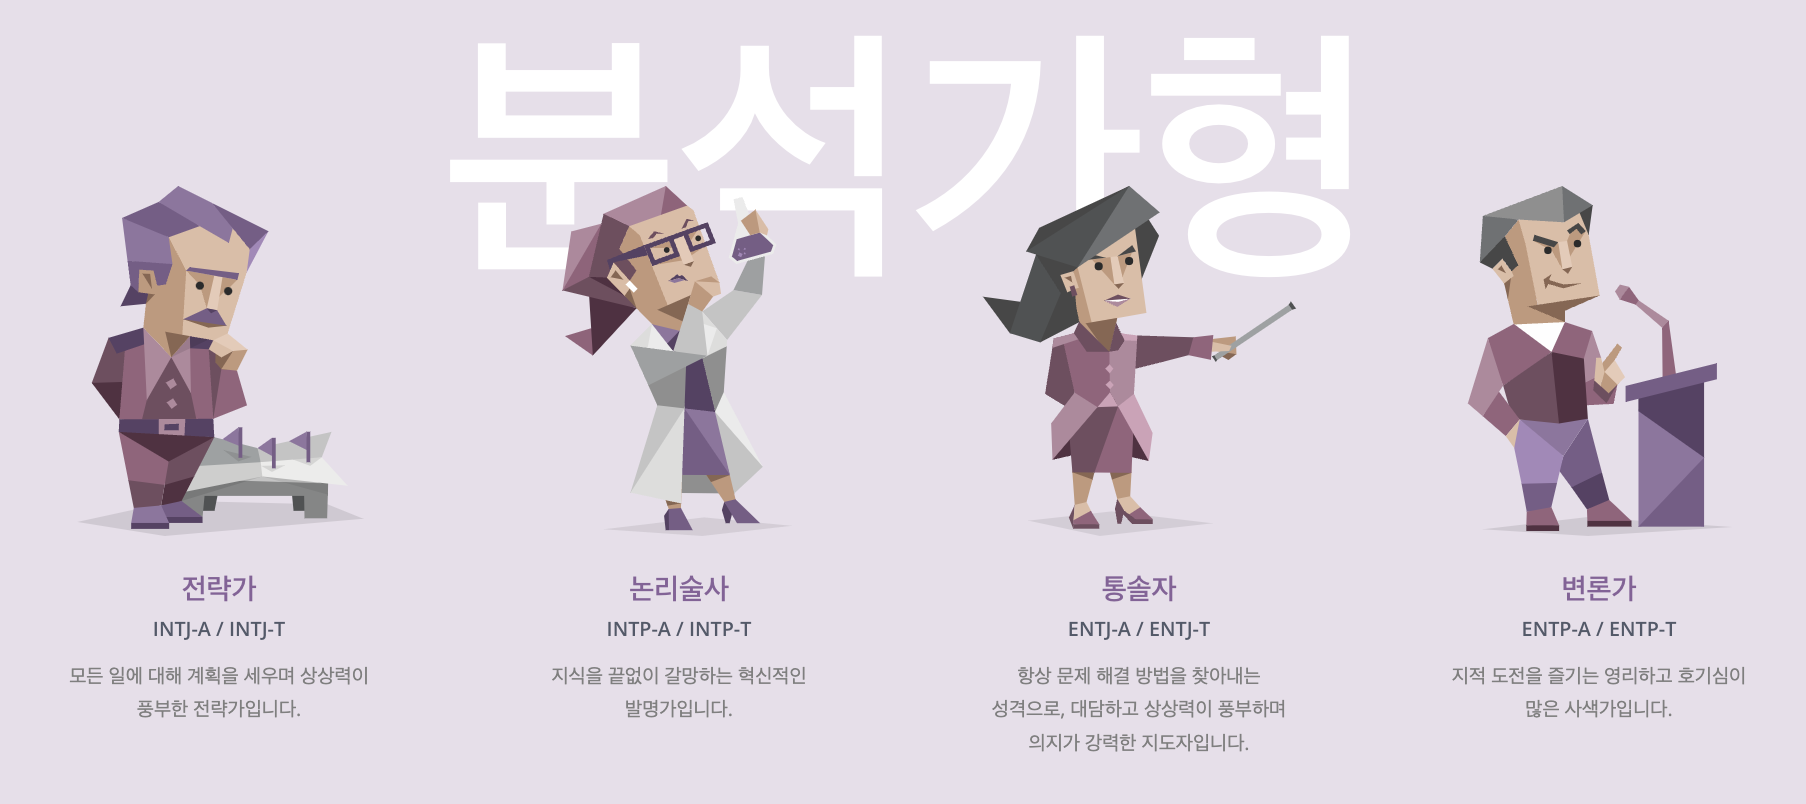 분석가형
전략가
INTJ-A / INTJ-T
모든 일에 대해 계획을 세우며 상상력이
풍부한 전략가입니다.
논리술사
INTP-A / INTP-T
지식을 끝없이 갈망하는 혁신적인
발명가입니다.
통솔자
ENTJ-A / ENTJ-T
항상 문제 해결 방법을 찾아내는
성격으로, 대담하고 상상력이 풍부하며
의지가 강력한 지도자입니다.
변론가
ENTP-A / ENTP-T
지적 도전을 즐기는 영리하고 호기심이
많은 사색가입니다.